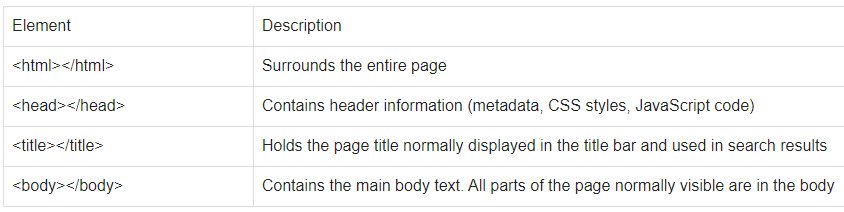 Element Description
<html></html> Surrounds the entire page
<head></head> Contains header information (metadata, CSS styles, JavaScript code)
<title></title> Holds the page title normally displayed in the title bar and used in search results
<body></body> Contains the main body text. All parts of the page normally visible are in the body